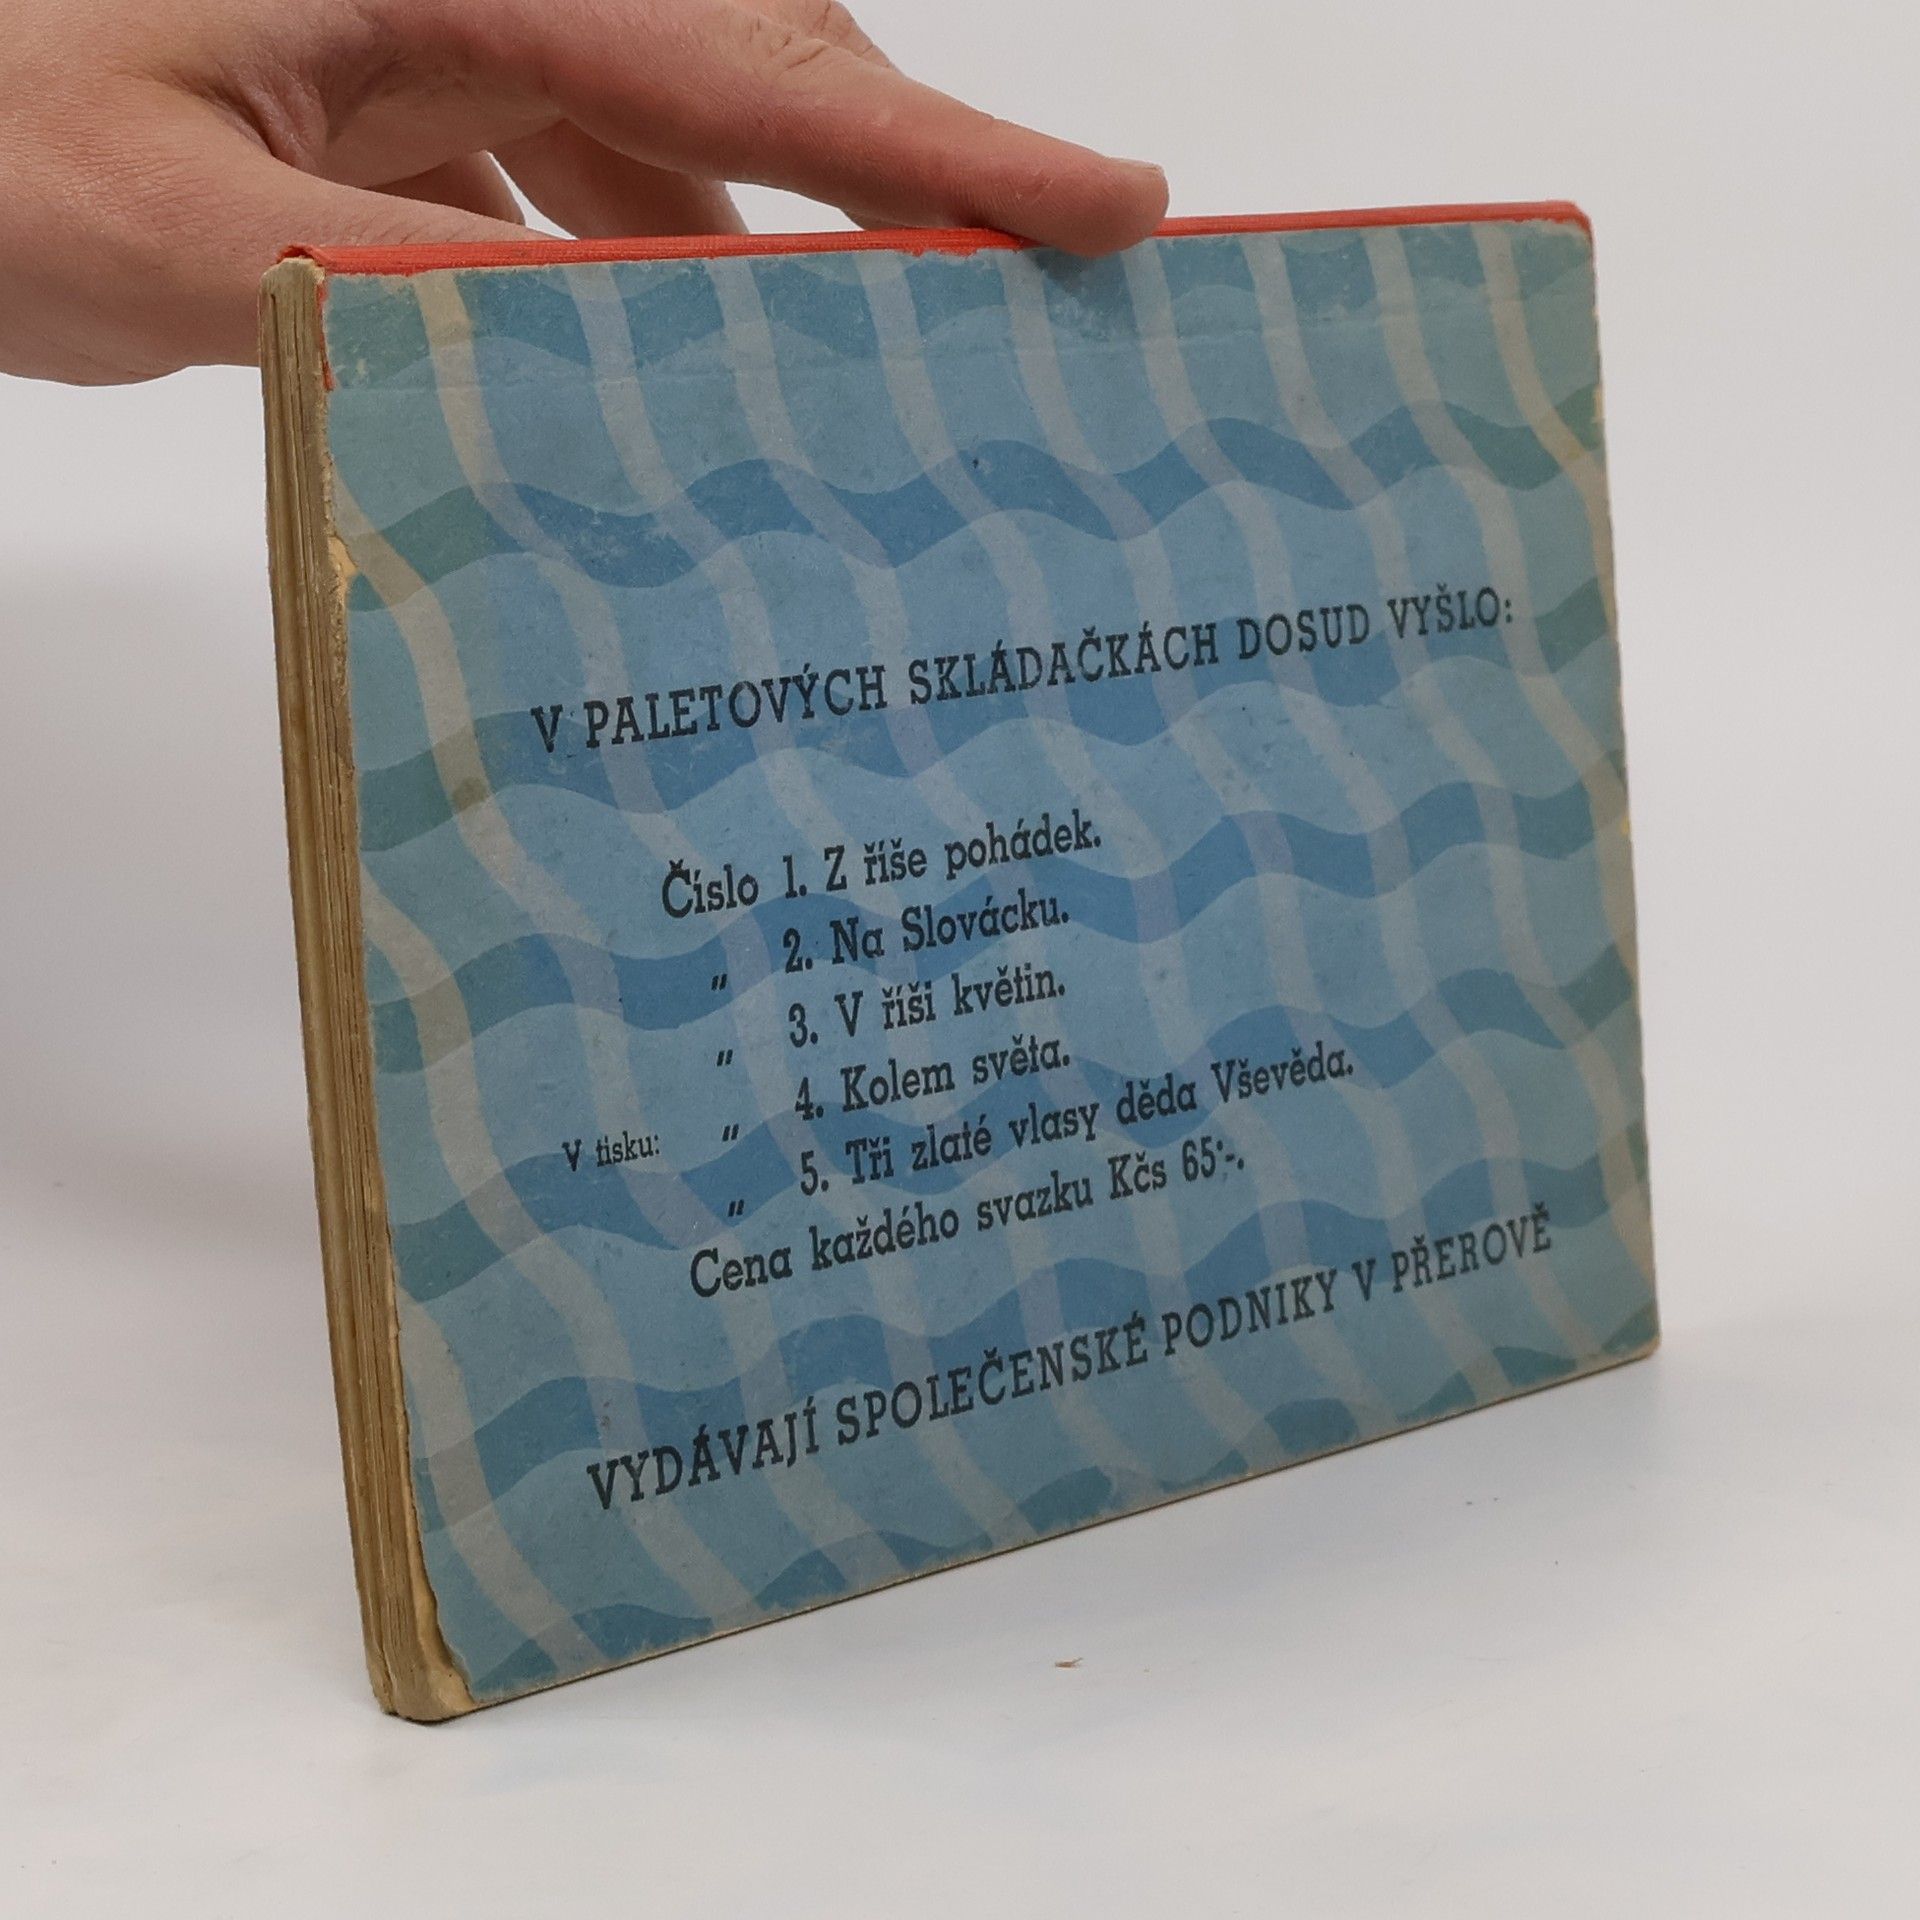 V PALETOVÝCH SKLÁDAČKÁCH DOSUD VYŠLO:
Číslo 1. Z říše pohádek.
„ 2. Na Slovácku.
„ 3. V říši květin.
V tisku: „ 4. Kolem světa.
„ 5. Tři zlaté vlasy děda Vševěda.
Cena každého svazku Kčs 65·-.
VYDÁVAJÍ SPOLEČENSKÉ PODNIKY V PŘEROVĚ